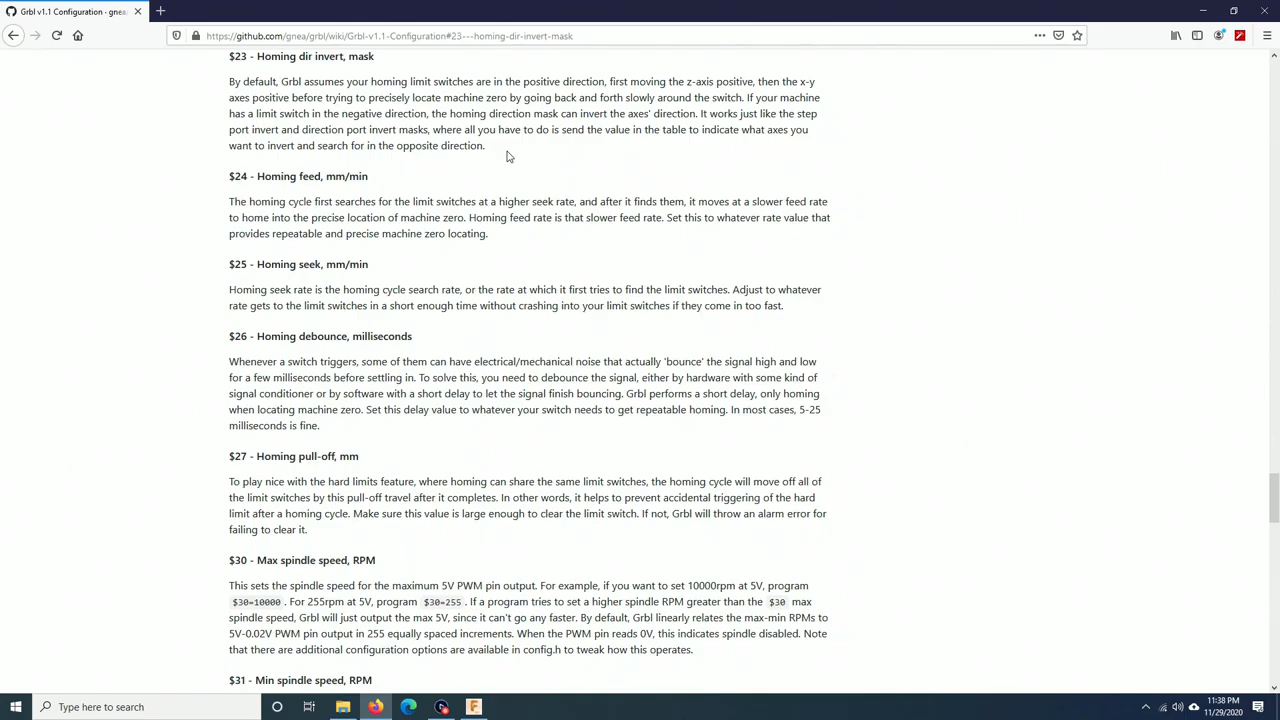 Grbl v1.1 Configuration · gnea
https://github.com/gnea/grbl/wiki/Grbl-v1.1-Configuration#23---homing-dir-invert-mask
$23 - Homing dir invert, mask
By default, Grbl assumes your homing limit switches are in the positive direction, first moving the z-axis positive, then the x-y
axes positive before trying to precisely locate machine zero by going back and forth slowly around the switch. If your machine
has a limit switch in the negative direction, the homing direction mask can invert the axes' direction. It works just like the step
port invert and direction port invert masks, where all you have to do is send the value in the table to indicate what axes you
want to invert and search for in the opposite direction.
$24 - Homing feed, mm/min
The homing cycle first searches for the limit switches at a higher seek rate, and after it finds them, it moves at a slower feed rate
to home into the precise location of machine zero. Homing feed rate is that slower feed rate. Set this to whatever rate value that
provides repeatable and precise machine zero locating.
$25 - Homing seek, mm/min
Homing seek rate is the homing cycle search rate, or the rate at which it first tries to find the limit switches. Adjust to whatever
rate gets to the limit switches in a short enough time without crashing into your limit switches if they come in too fast.
$26 - Homing debounce, milliseconds
Whenever a switch triggers, some of them can have electrical/mechanical noise that actually 'bounce' the signal high and low
for a few milliseconds before settling in. To solve this, you need to debounce the signal, either by hardware with some kind of
signal conditioner or by software with a short delay to let the signal finish bouncing. Grbl performs a short delay, only homing
when locating machine zero. Set this delay value to whatever your switch needs to get repeatable homing. In most cases, 5-25
milliseconds is fine.
$27 - Homing pull-off, mm
To play nice with the hard limits feature, where homing can share the same limit switches, the homing cycle will move off all of
the limit switches by this pull-off travel after it completes. In other words, it helps to prevent accidental triggering of the hard
limit after a homing cycle. Make sure this value is large enough to clear the limit switch. If not, Grbl will throw an alarm error for
failing to clear it.
$30 - Max spindle speed, RPM
This sets the spindle speed for the maximum 5V PWM pin output. For example, if you want to set 10000rpm at 5V, program
$30=10000. For 255rpm at 5V, program $30=255. If a program tries to set a higher spindle RPM greater than the $30 max
spindle speed, Grbl will just output the max 5V, since it can't go any faster. By default, Grbl linearly relates the max-min RPMs to
5V-0.02V PWM pin output in 255 equally spaced increments. When the PWM pin reads 0V, this indicates spindle disabled. Note
that there are additional configuration options are available in config.h to tweak how this operates.
$31 - Min spindle speed, RPM
Type here to search
11:38 PM
11/29/2020